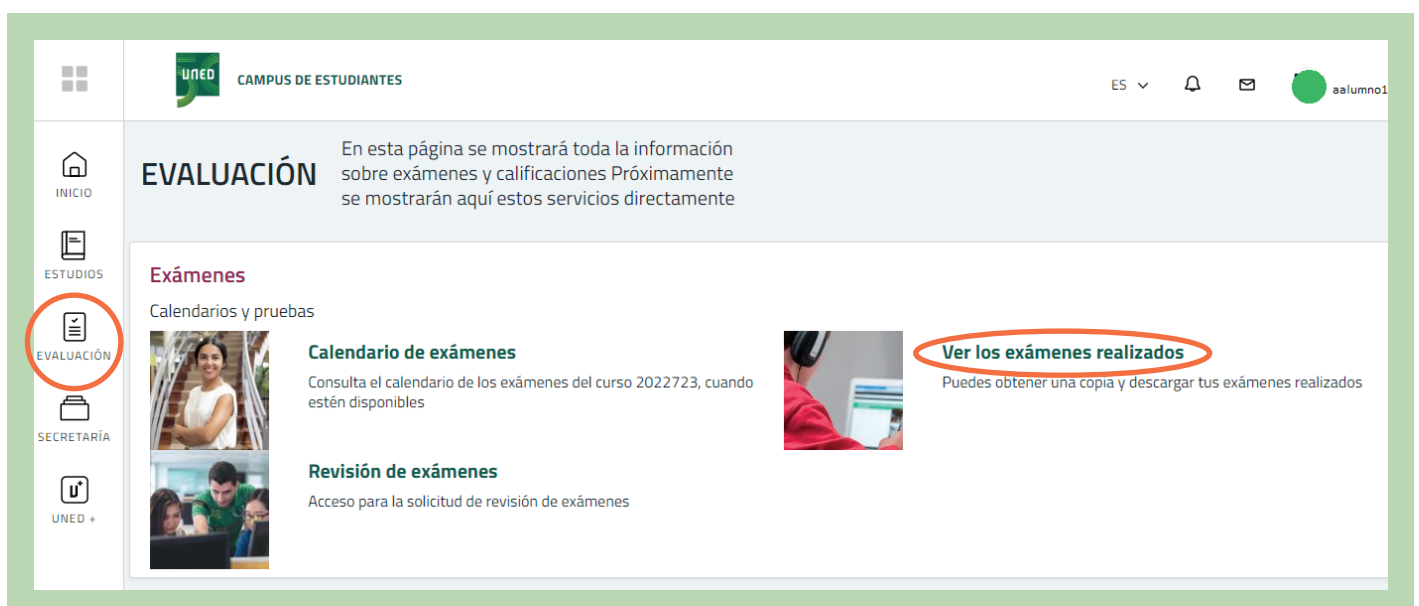 UNED
CAMPUS DE ESTUDIANTES
ES
aalumno1
INICIO
ESTUDIOS
EVALUACIÓN
SECRETARÍA
UNED +
EVALUACIÓN
En esta página se mostrará toda la información
sobre exámenes y calificaciones Próximamente
se mostrarán aquí estos servicios directamente
Exámenes
Calendarios y pruebas
Calendario de exámenes
Consulta el calendario de los exámenes del curso 2022723, cuando
estén disponibles
Ver los exámenes realizados
Puedes obtener una copia y descargar tus exámenes realizados
Revisión de exámenes
Acceso para la solicitud de revisión de exámenes